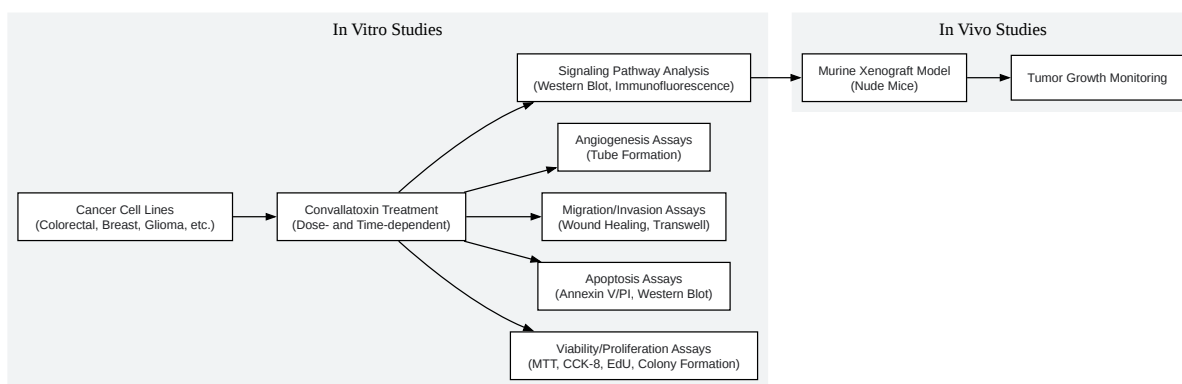 In Vitro Studies
In Vivo Studies
Signaling Pathway Analysis
(Western Blot, Immunofluorescence)
Murine Xenograft Model
(Nude Mice)
Tumor Growth Monitoring
Angiogenesis Assays
(Tube Formation)
Cancer Cell Lines
(Colorectal, Breast, Glioma, etc.)
Convallatoxin Treatment
(Dose- and Time-dependent)
Migration/Invasion Assays
(Wound Healing, Transwell)
Apoptosis Assays
(Annexin V/PI, Western Blot)
Viability/Proliferation Assays
(MTT, CCK-8, EdU, Colony Formation)